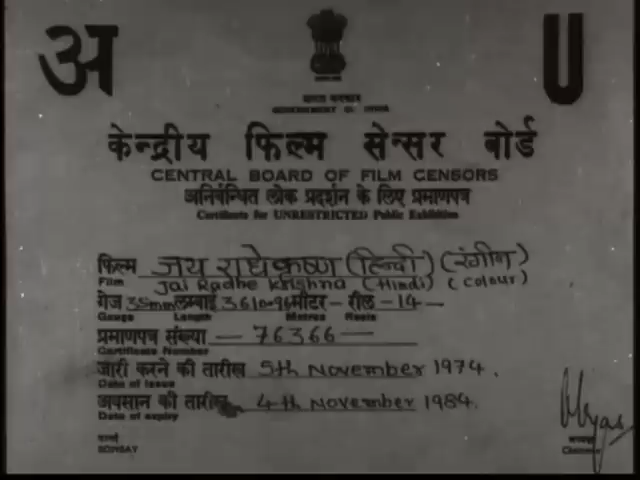 अ U
भारत सरकार
GOVERNMENT OF INDIA
केन्द्रीय फिल्म सेन्सर बोर्ड
CENTRAL BOARD OF FILM CENSORS
अनिर्बन्धित लोक प्रदर्शन के लिए प्रमाणपत्र
Certificate for UNRESTRICTED Public Exhibition
फिल्म जय राधेकृष्ण (हिन्दी) (रंगीन)
Film Jai Radhe Krishna (Hindi) (Colour)
गेज 35mm लम्बाई 3610.96 मीटर - रील - 14 -
Gauge Length Metres Reels
प्रमाणपत्र संख्या - 76366 -
Certificate Number
जारी करने की तारीख 5th November 1974.
Date of Issue
अवसान की तारीख 4th November 1984.
Date of expiry
BOMBAY